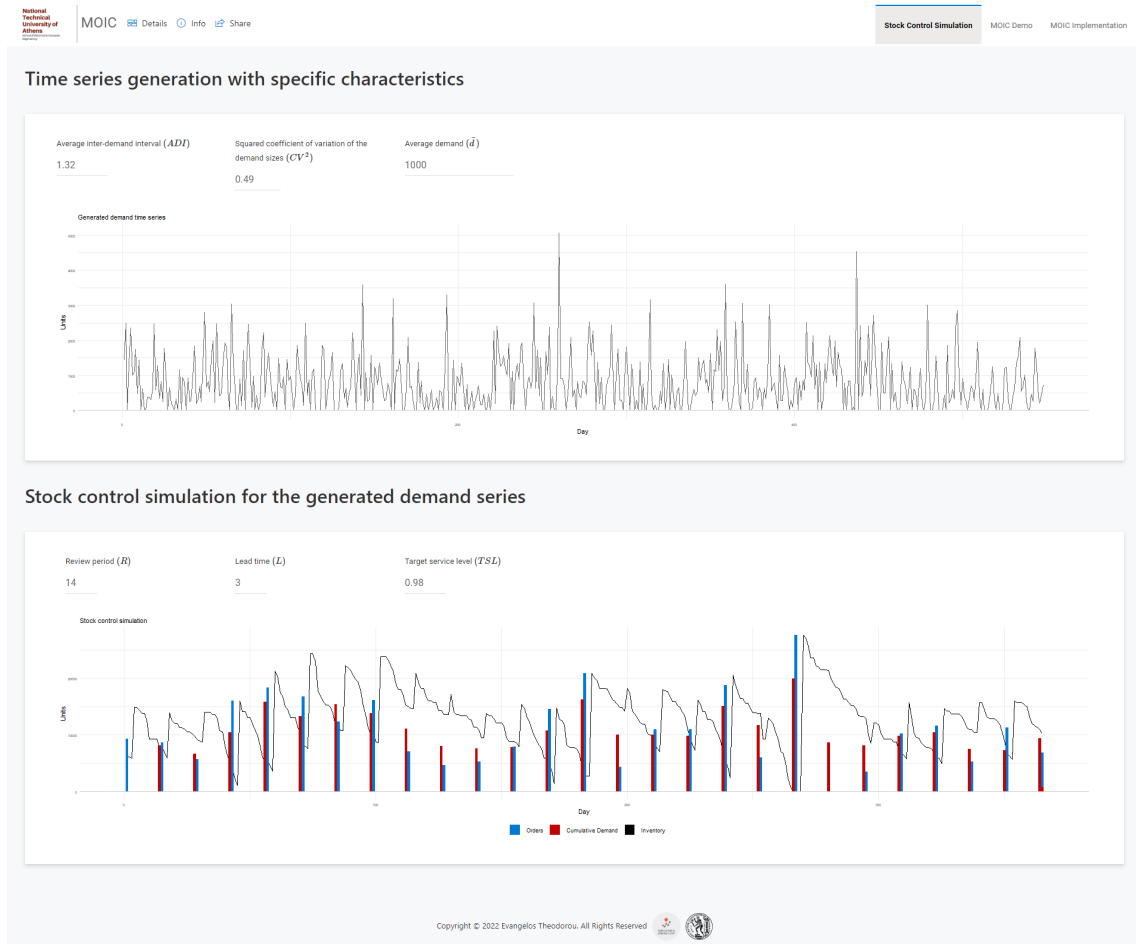 National
Technical
University of
Athens
MOIC Details Info Share
Stock Control Simulation MOIC Demo MOIC Implementation
Time series generation with specific characteristics
Average inter-demand interval (ADI)
1.32
Squared coefficient of variation of the
demand sizes (CV²)
0.49
Average demand (d̄)
1000
Generated demand time series
Units
Day
Stock control simulation for the generated demand series
Review period (R)
14
Lead time (L)
3
Target service level (TSL)
0.98
Stock control simulation
Units
Day
Orders Cumulative Demand Inventory
Copyright © 2022 Evangelos Theodorou. All Rights Reserved